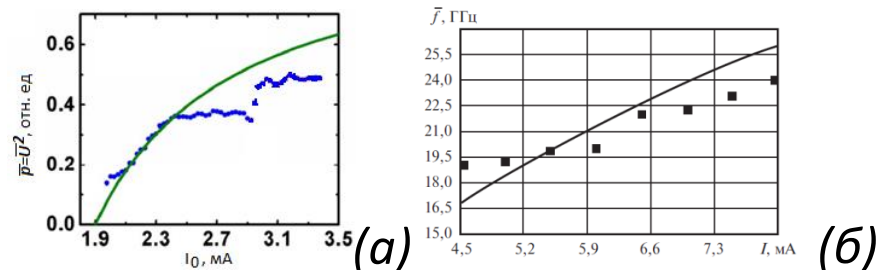 p̅=U̅², отн. ед
0.6
0.4
0.2
0.0
1.9 2.3 2.7 3.1 3.5
I₀, мА
(а)
f̅, ГГц
25,5
24,0
22,5
21,0
19,5
18,0
16,5
15,0
4,5 5,2 5,9 6,6 7,3 I, мА
(б)